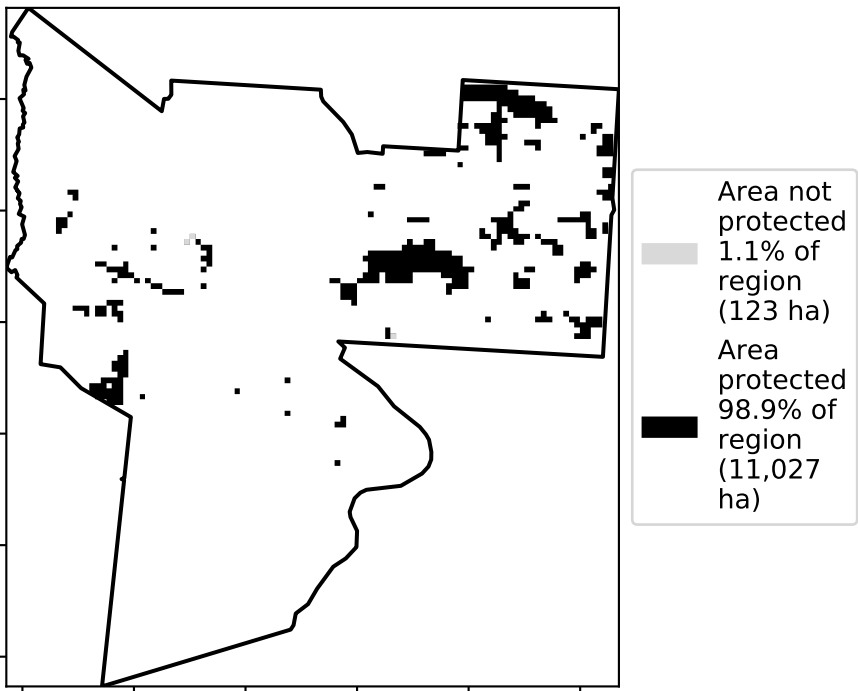 Area not
protected
1.1% of
region
(123 ha)
Area
protected
98.9% of
region
(11,027
ha)